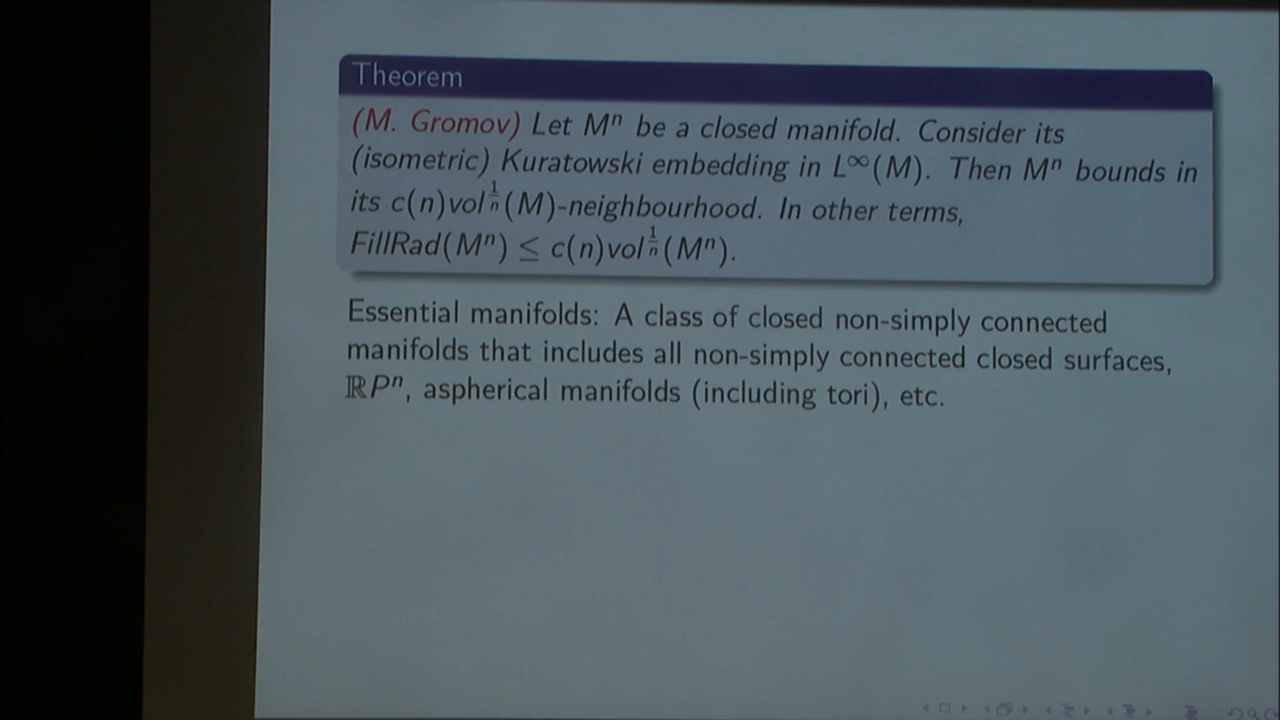 Theorem
(M. Gromov) Let Mⁿ be a closed manifold. Consider its
(isometric) Kuratowski embedding in L^∞(M). Then Mⁿ bounds in
its c(n)vol^{1/n}(M)-neighbourhood. In other terms,
FillRad(Mⁿ) ≤ c(n)vol^{1/n}(Mⁿ).
Essential manifolds: A class of closed non-simply connected
manifolds that includes all non-simply connected closed surfaces,
ℝPⁿ, aspherical manifolds (including tori), etc.